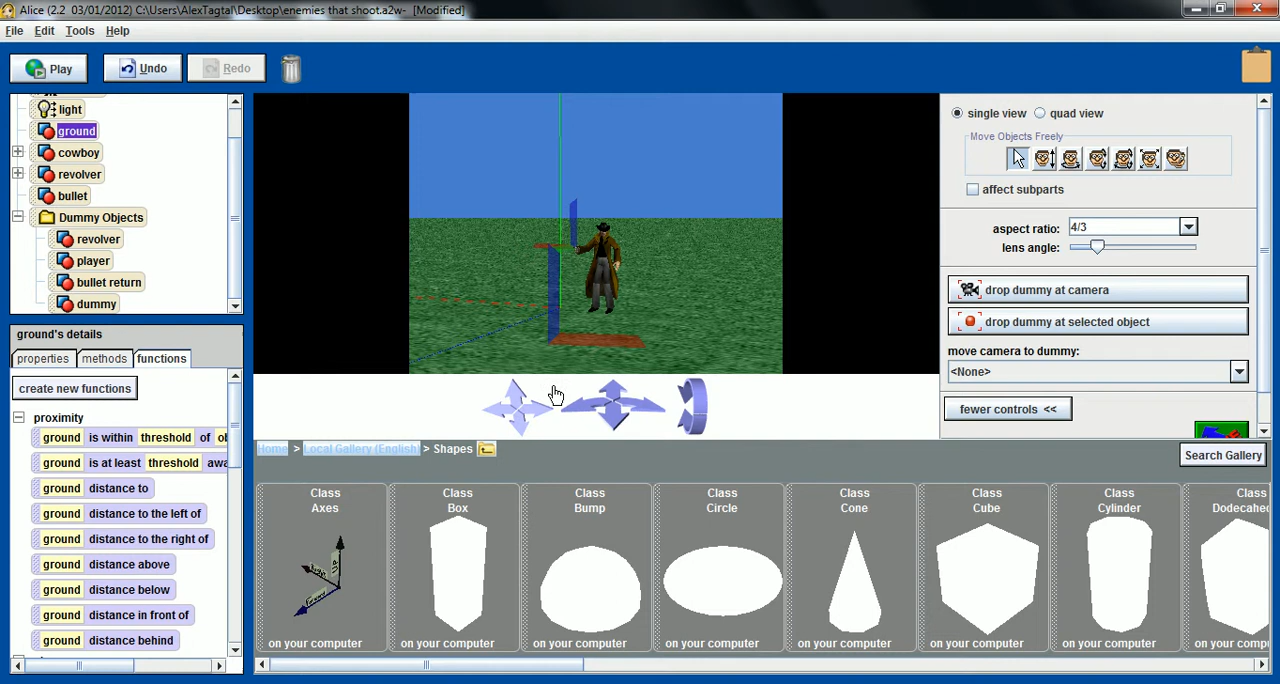 Alice (2.2 03/01/2012) C:\Users\AlexTagtal\Desktop\enemies that shoot.a2w- [Modified]
File Edit Tools Help
Play Undo Redo
light
ground
cowboy
revolver
bullet
Dummy Objects
revolver
player
bullet return
dummy
ground's details
properties methods functions
create new functions
proximity
ground is within threshold of
ground is at least threshold
ground distance to
ground distance to the left of
ground distance to the right of
ground distance above
ground distance below
ground distance in front of
ground distance behind
single view quad view
Move Objects Freely
affect subparts
aspect ratio: 4/3
lens angle:
drop dummy at camera
drop dummy at selected object
move camera to dummy:
<None>
fewer controls <<
Home > Local Gallery (English) > Shapes
Search Gallery
Class
Axes
on your computer
Class
Box
on your computer
Class
Bump
on your computer
Class
Circle
on your computer
Class
Cone
on your computer
Class
Cube
on your computer
Class
Cylinder
on your computer
Class
Dodecahe
on your comput